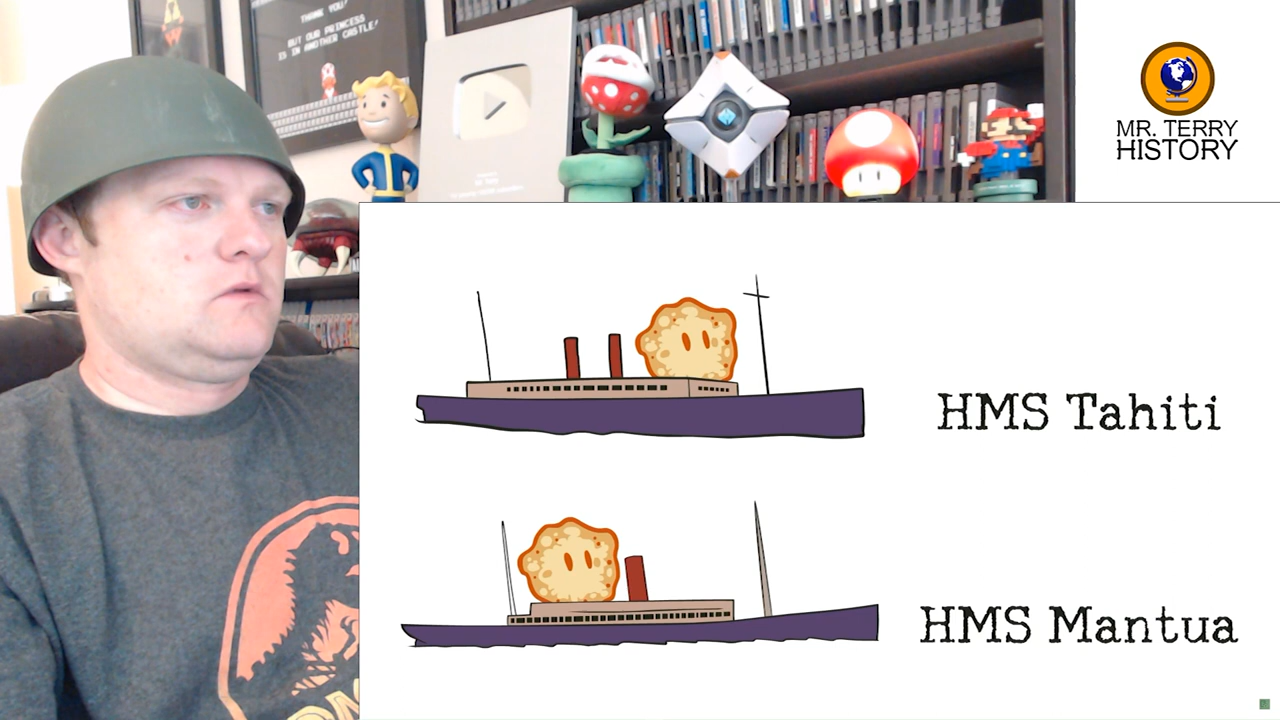 THANK YOU!
BUT OUR PRINCESS
IS IN ANOTHER CASTLE!
MR. TERRY
HISTORY
HMS Tahiti
HMS Mantua